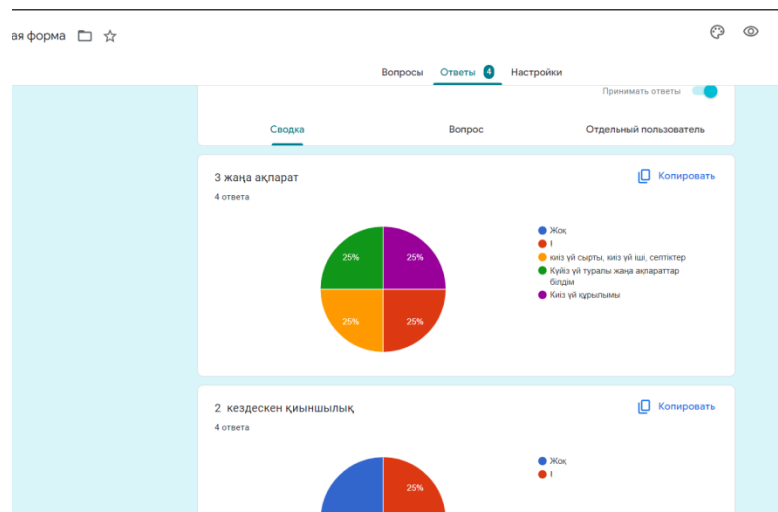 ая форма
Вопросы Ответы 4 Настройки
Принимать ответы
Сводка Вопрос Отдельный пользователь
3 жаңа ақпарат
Копировать
4 ответа
25% 25%
25% 25%
Жоқ
І
киіз үй сырты, киіз үй іші, септіктер
Күйіз үй туралы жаңа ақпараттар
білдім
Киіз үй құрылымы
2 кездескен қиыншылық
Копировать
4 ответа
25%
Жоқ
І